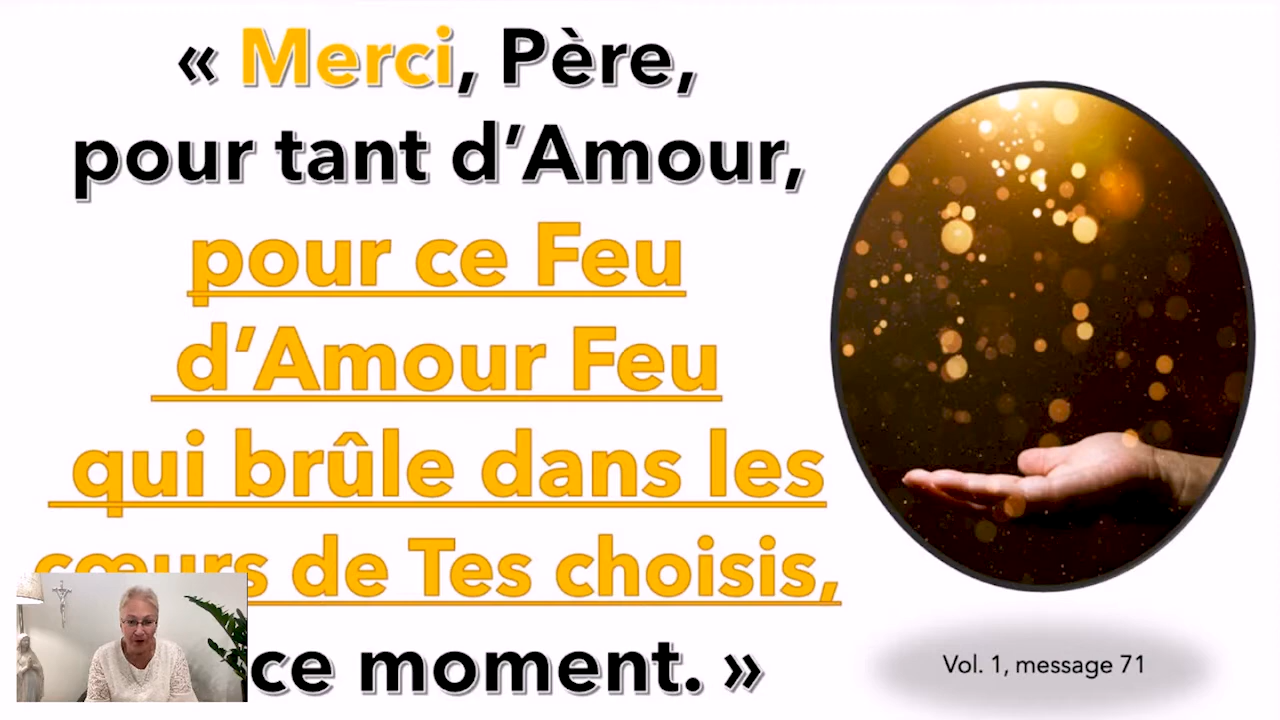 « Merci, Père,
pour tant d’Amour,
pour ce Feu
d’Amour Feu
qui brûle dans les
cœurs de Tes choisis,
ce moment. »
Vol. 1, message 71